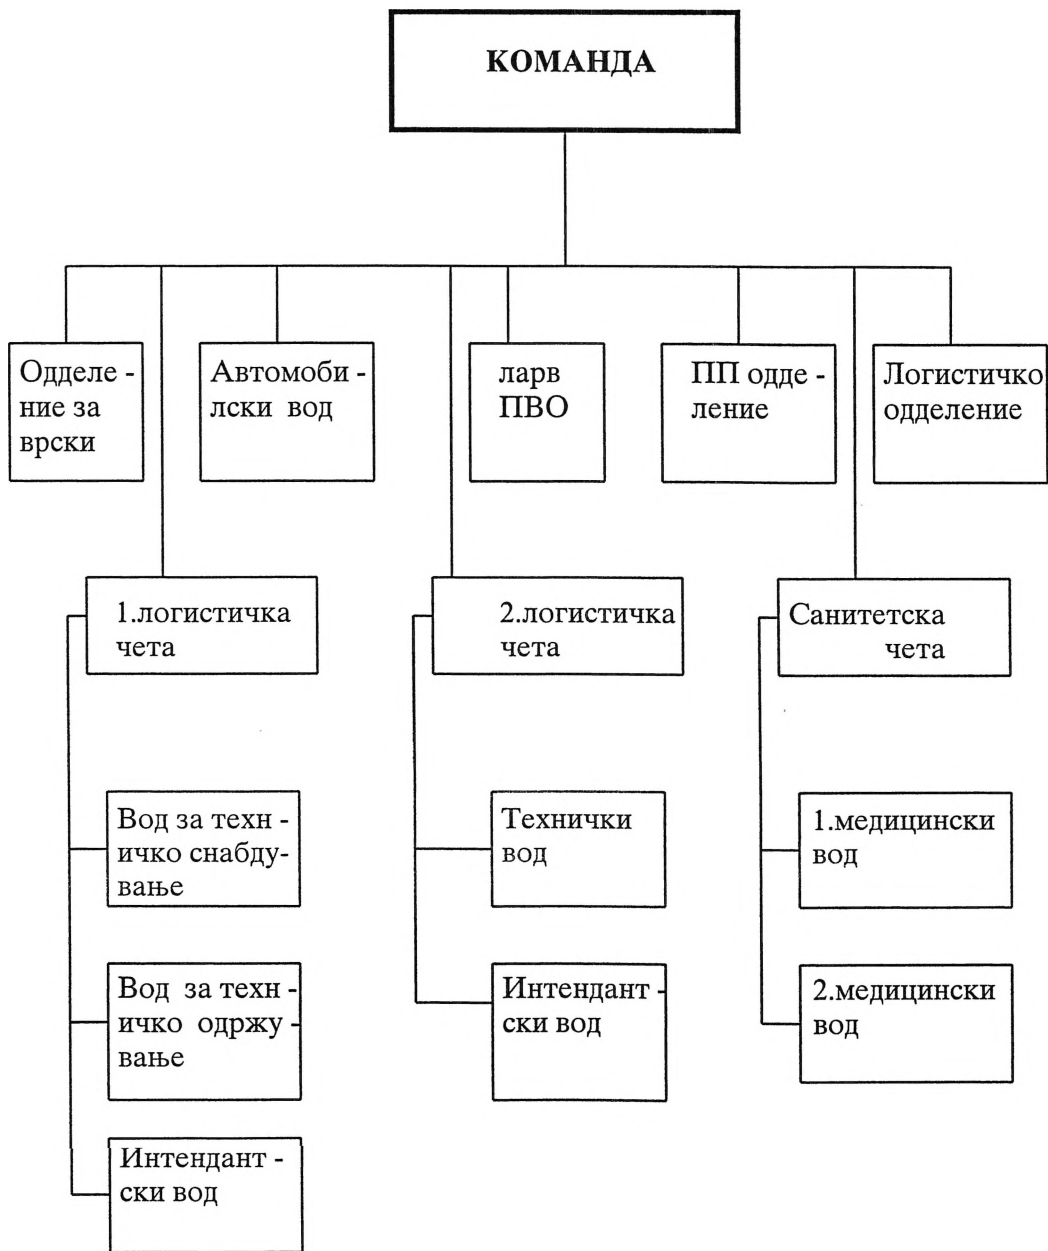 КОМАНДА
Одделе -
ние за
врски
Автомоби -
лски вод
ларв
ПВО
ПП одде -
ление
Логистичко
одделение
1.логистичка
чета
2.логистичка
чета
Санитетска
чета
Вод за техн -
ичко снабду-
вање
Технички
вод
1.медицински
вод
Вод за техн -
ичко одржу -
вање
Интендант -
ски вод
2.медицински
вод
Интендант -
ски вод